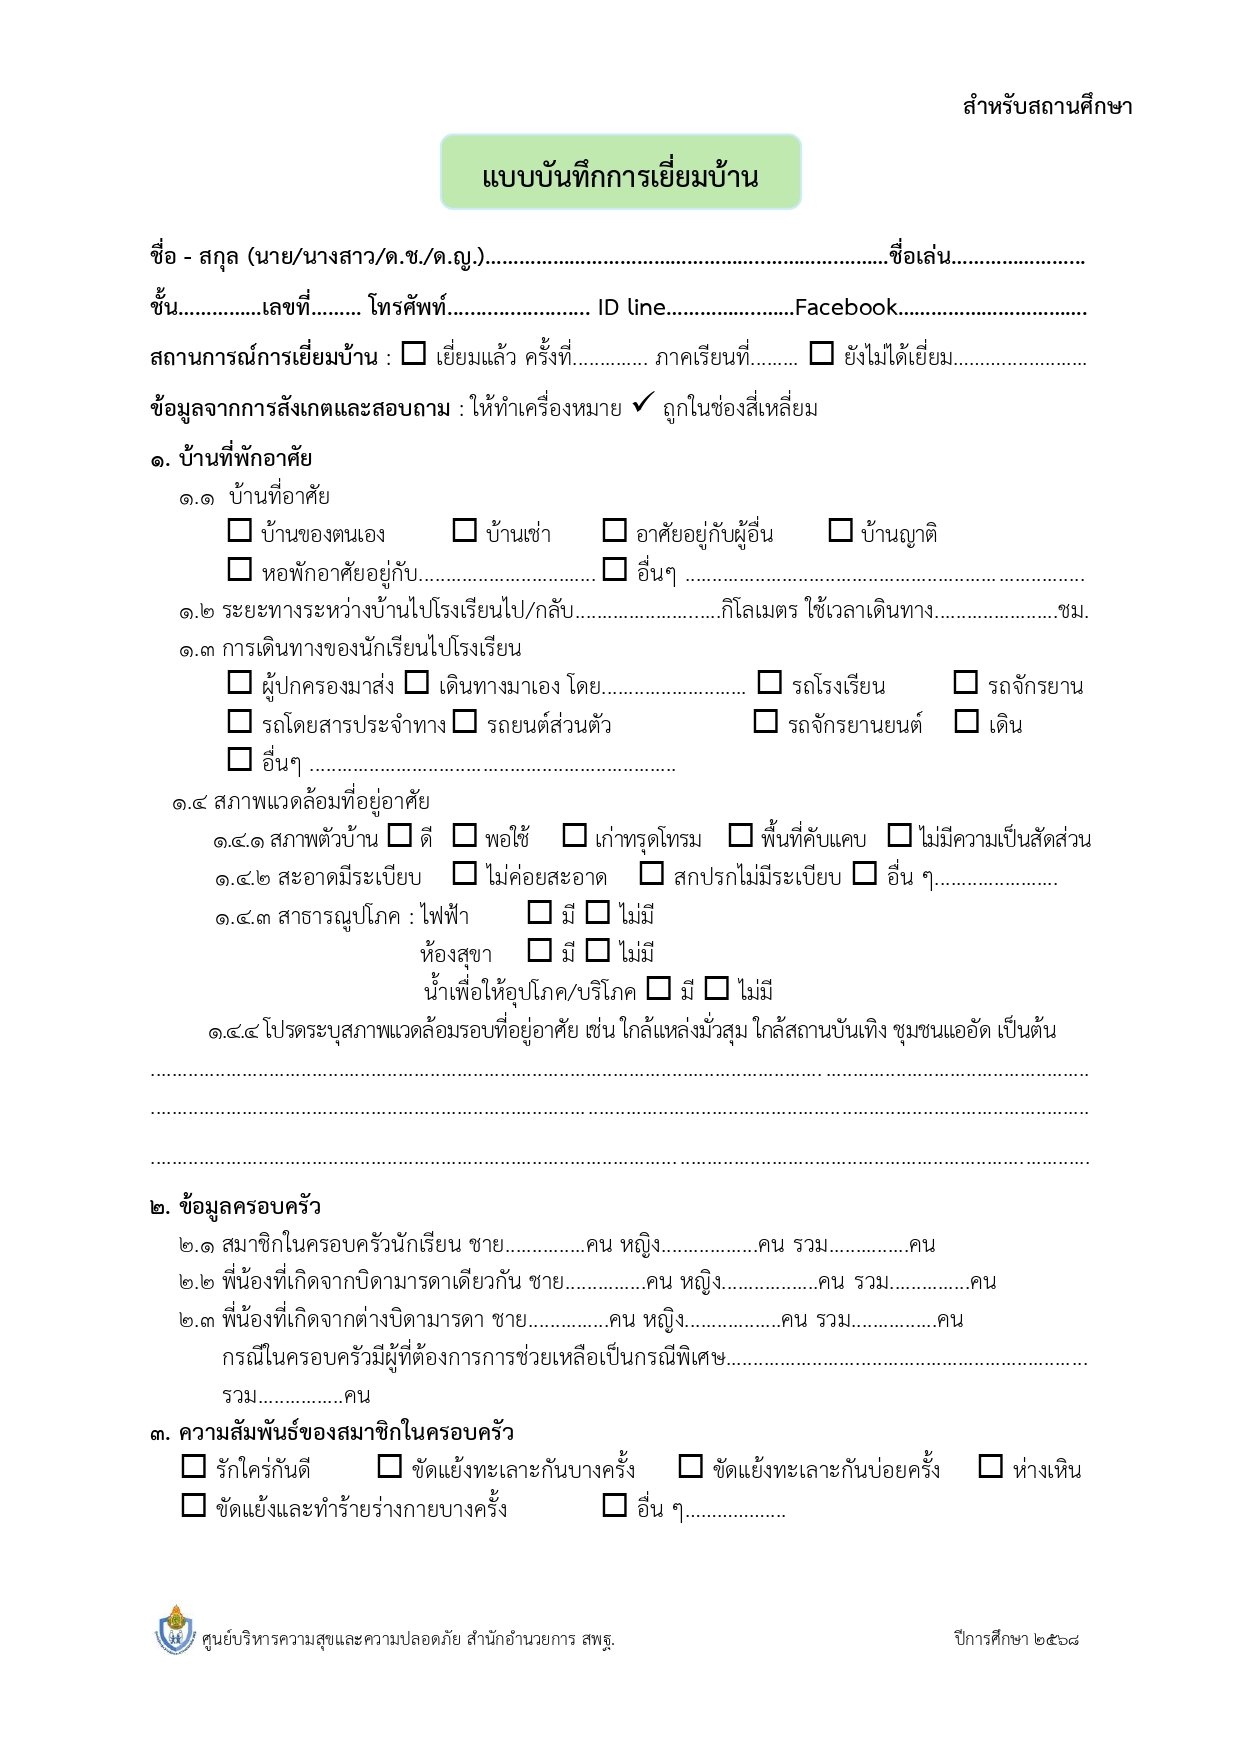 สำหรับสถานศึกษา
แบบบันทึกการเยี่ยมบ้าน
ชื่อ - สกุล (นาย/นางสาว/ด.ช./ด.ญ.)........................................................................ชื่อเล่น........................
ชั้น...............เลขที่......... โทรศัพท์.......................... ID line.......................Facebook..................................
สถานการณ์การเยี่ยมบ้าน : ☐ เยี่ยมแล้ว ครั้งที่.............. ภาคเรียนที่......... ☐ ยังไม่ได้เยี่ยม.........................
ข้อมูลจากการสังเกตและสอบถาม : ให้ทำเครื่องหมาย ✓ ถูกในช่องสี่เหลี่ยม
๑. บ้านที่พักอาศัย
๑.๑ บ้านที่อาศัย
☐ บ้านของตนเอง ☐ บ้านเช่า ☐ อาศัยอยู่กับผู้อื่น ☐ บ้านญาติ
☐ หอพักอาศัยอยู่กับ................................. ☐ อื่นๆ ..........................................................................
๑.๒ ระยะทางระหว่างบ้านไปโรงเรียนไป/กลับ...........................กิโลเมตร ใช้เวลาเดินทาง.......................ชม.
๑.๓ การเดินทางของนักเรียนไปโรงเรียน
☐ ผู้ปกครองมาส่ง ☐ เดินทางมาเอง โดย........................... ☐ รถโรงเรียน ☐ รถจักรยาน
☐ รถโดยสารประจำทาง ☐ รถยนต์ส่วนตัว ☐ รถจักรยานยนต์ ☐ เดิน
☐ อื่นๆ ....................................................................
๑.๔ สภาพแวดล้อมที่อยู่อาศัย
๑.๔.๑ สภาพตัวบ้าน ☐ ดี ☐ พอใช้ ☐ เก่าทรุดโทรม ☐ พื้นที่คับแคบ ☐ ไม่มีความเป็นสัดส่วน
๑.๔.๒ สะอาดมีระเบียบ ☐ ไม่ค่อยสะอาด ☐ สกปรกไม่มีระเบียบ ☐ อื่น ๆ.......................
๑.๔.๓ สาธารณูปโภค : ไฟฟ้า ☐ มี ☐ ไม่มี
ห้องสุขา ☐ มี ☐ ไม่มี
น้ำเพื่อให้อุปโภค/บริโภค ☐ มี ☐ ไม่มี
๑.๔.๔ โปรดระบุสภาพแวดล้อมรอบที่อยู่อาศัย เช่น ใกล้แหล่งมั่วสุม ใกล้สถานบันเทิง ชุมชนแออัด เป็นต้น
..............................................................................................................................................................................
..............................................................................................................................................................................
..............................................................................................................................................................................
๒. ข้อมูลครอบครัว
๒.๑ สมาชิกในครอบครัวนักเรียน ชาย...............คน หญิง..................คน รวม...............คน
๒.๒ พี่น้องที่เกิดจากบิดามารดาเดียวกัน ชาย...............คน หญิง..................คน รวม...............คน
๒.๓ พี่น้องที่เกิดจากต่างบิดามารดา ชาย...............คน หญิง..................คน รวม................คน
กรณีในครอบครัวมีผู้ที่ต้องการการช่วยเหลือเป็นกรณีพิเศษ...................................................................
รวม................คน
๓. ความสัมพันธ์ของสมาชิกในครอบครัว
☐ รักใคร่กันดี ☐ ขัดแย้งทะเลาะกันบางครั้ง ☐ ขัดแย้งทะเลาะกันบ่อยครั้ง ☐ ห่างเหิน
☐ ขัดแย้งและทำร้ายร่างกายบางครั้ง ☐ อื่น ๆ...................
ศูนย์บริหารความสุขและความปลอดภัย สำนักอำนวยการ สพฐ. ปีการศึกษา ๒๕๖๘